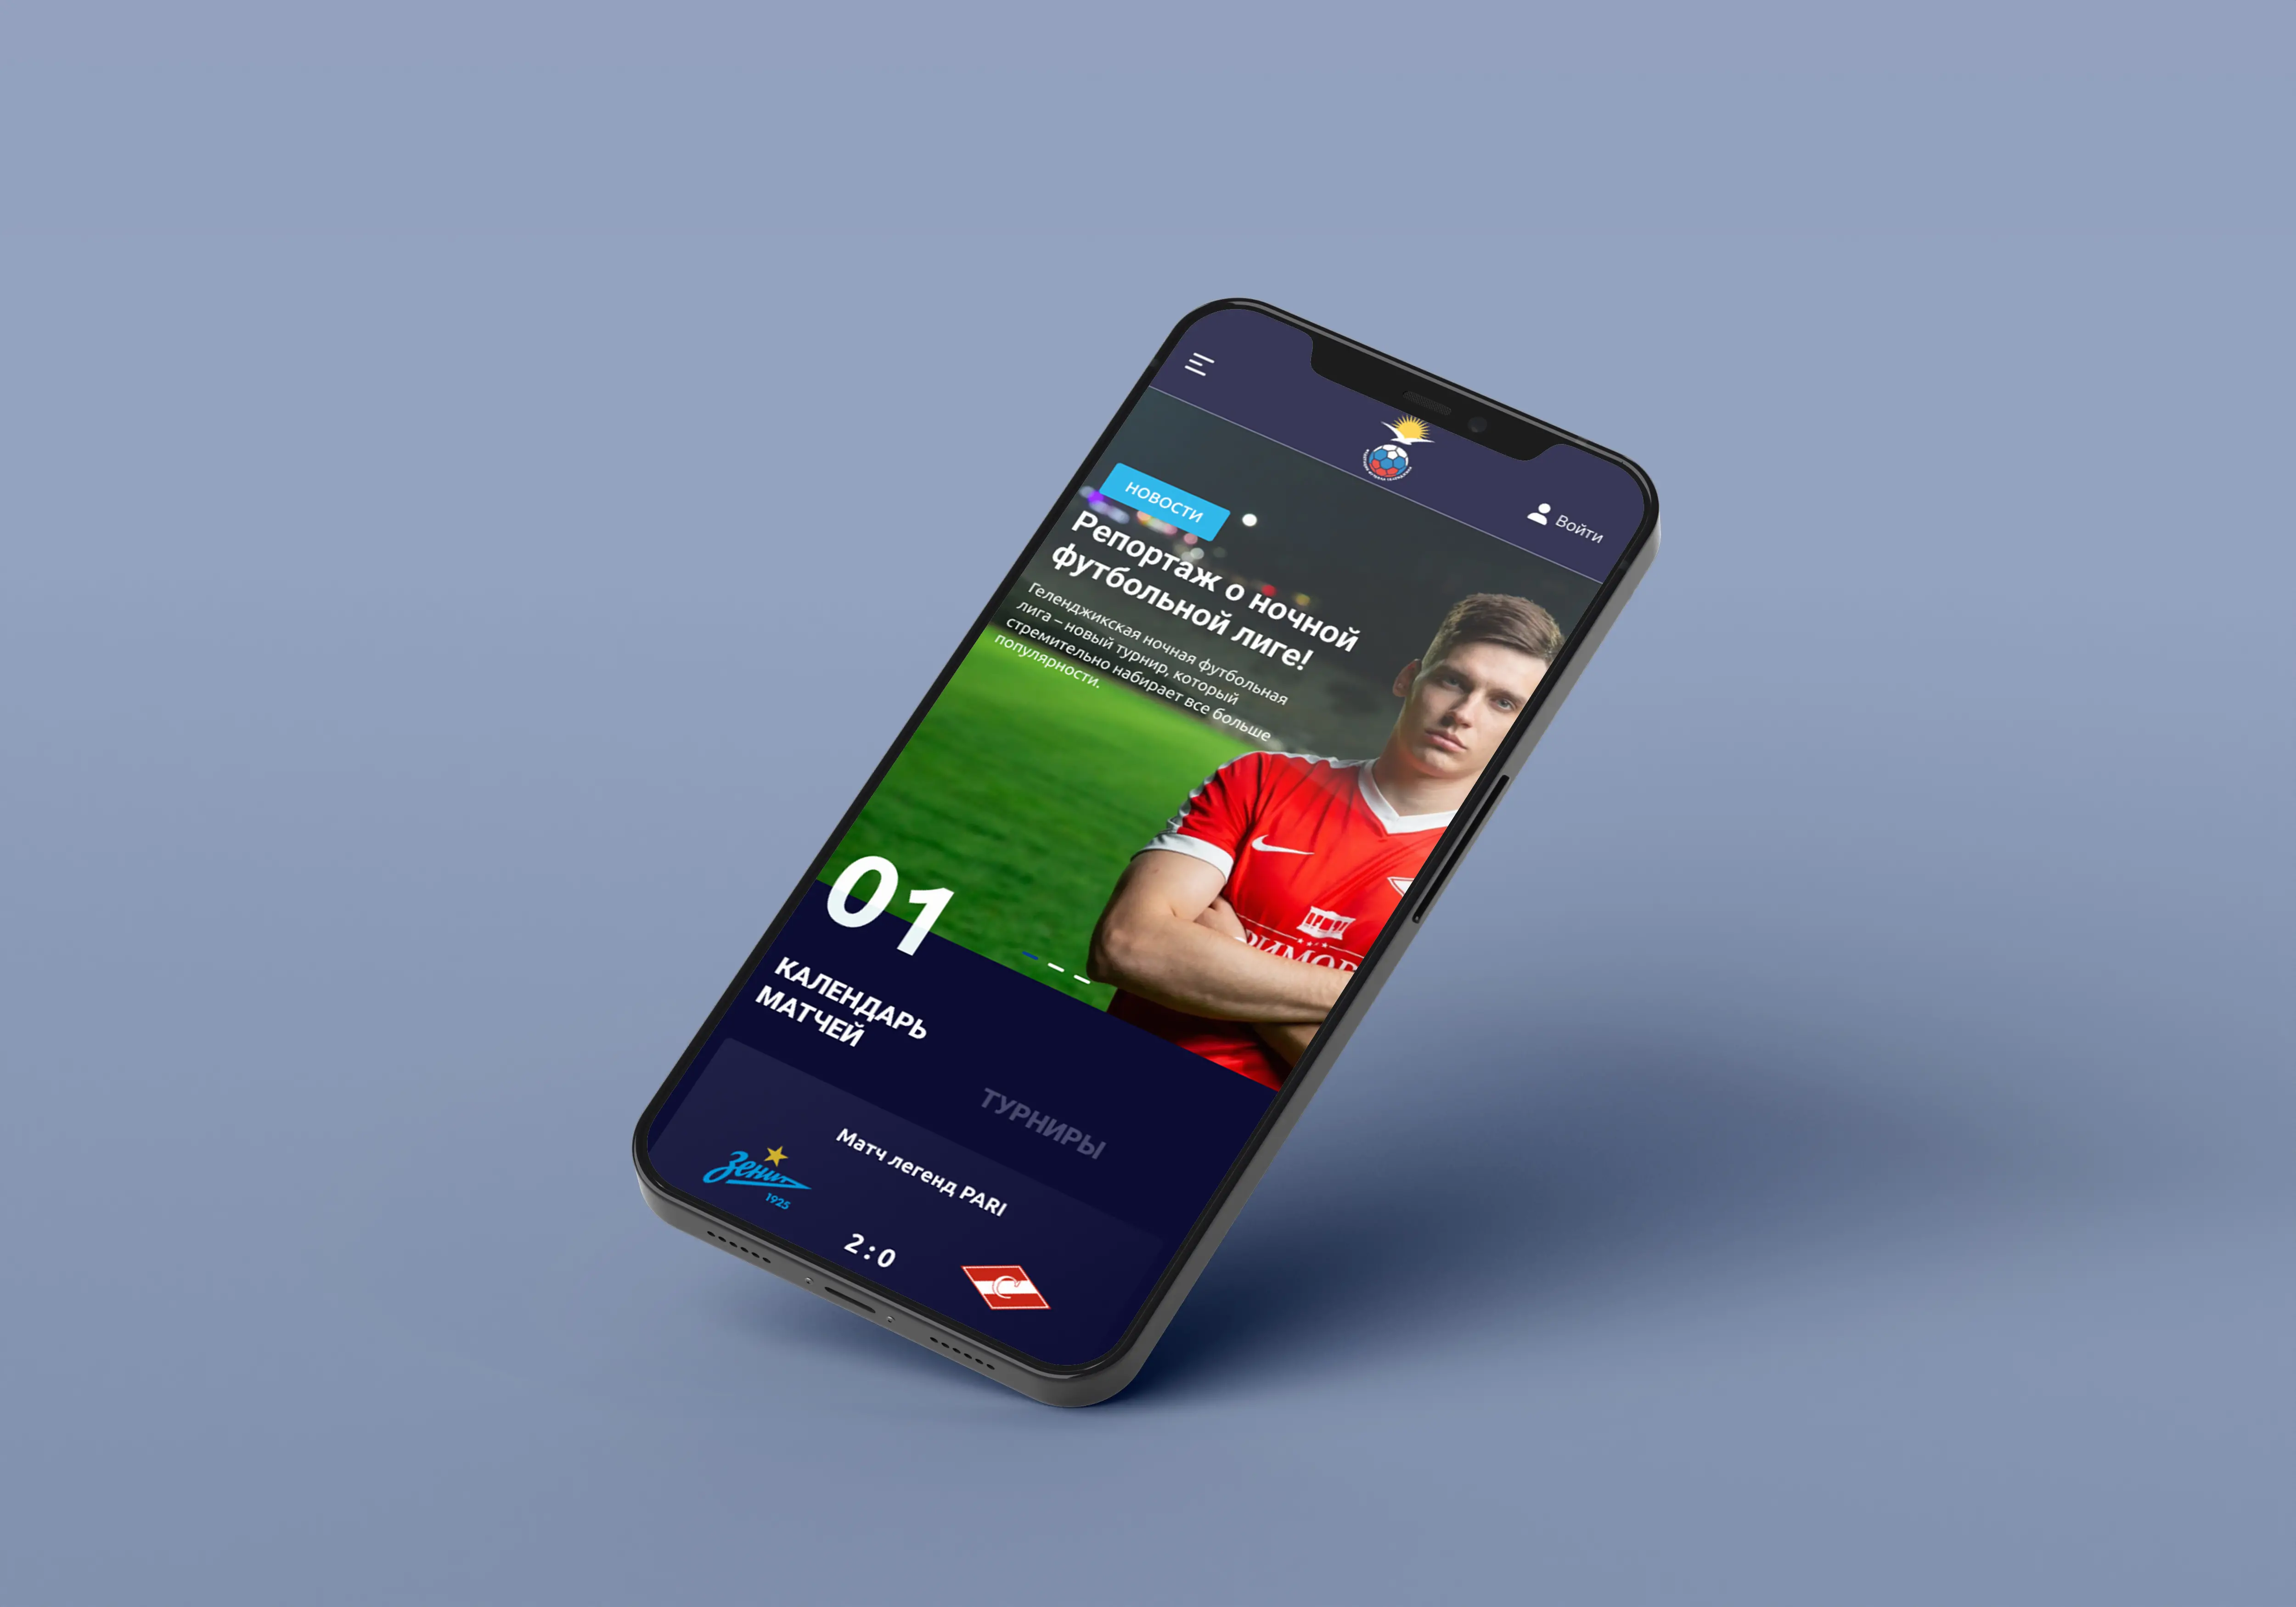 Войти
НОВОСТИ
Репортаж о ночной
футбольной лиге!
Геленджикская ночная футбольная
лига – новый турнир, который
стремительно набирает все больше
популярности.
01
КАЛЕНДАРЬ
МАТЧЕЙ
ТУРНИРЫ
Матч легенд PARI
Зенит
1925
2:0